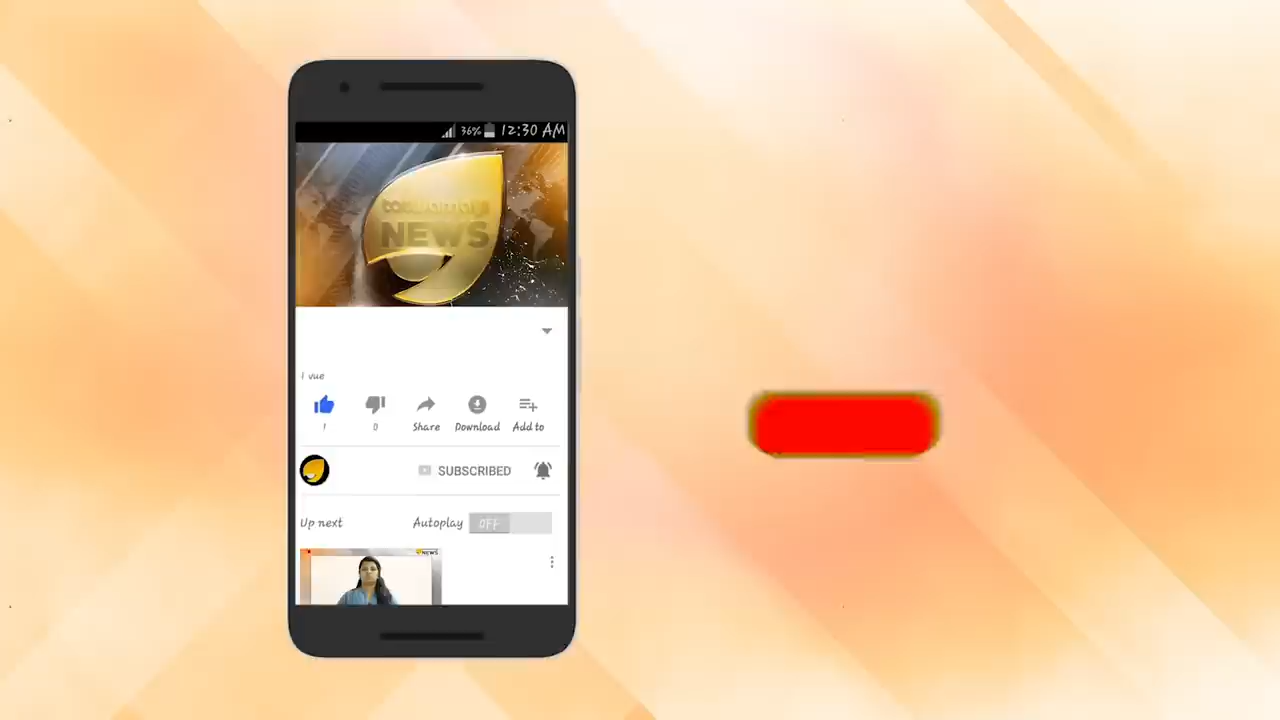 36% 12:30 AM
NEWS
1 vue
1 0 Share Download Add to
SUBSCRIBED
Up next Autoplay OFF
NEWS